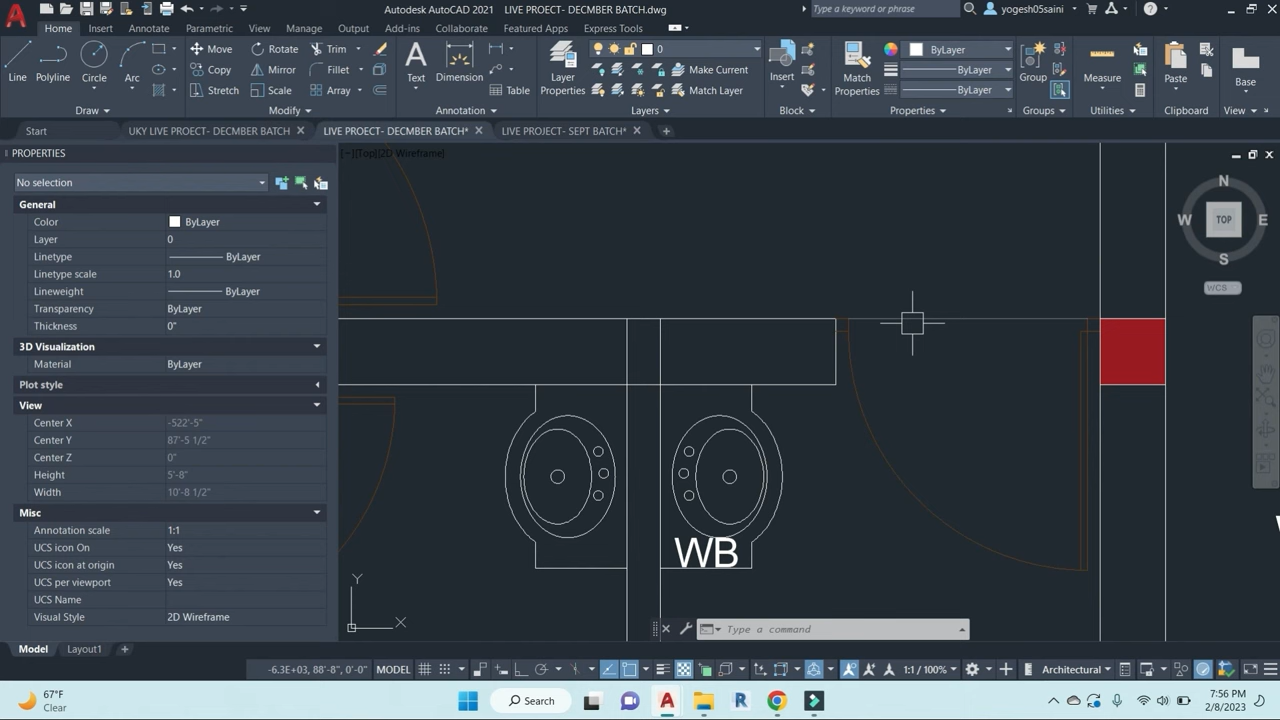 Autodesk AutoCAD 2021 LIVE PROECT- DECMBER BATCH.dwg
Type a keyword or phrase
yogesh05saini
Home Insert Annotate Parametric View Manage Output Add-ins Collaborate Featured Apps Express Tools
Move Rotate Trim
Copy Mirror Fillet
Stretch Scale Array
Line Polyline Circle Arc
Text Dimension Table
Layer Properties
0
Make Current
Match Layer
Insert
Match Properties
ByLayer
ByLayer
ByLayer
Group
Measure
Paste
Base
Draw Modify Annotation Layers Block Properties Groups Utilities Clipboard View
Start UKY LIVE PROECT- DECMBER BATCH LIVE PROECT- DECMBER BATCH* LIVE PROJECT- SEPT BATCH*
PROPERTIES
[−][Top][2D Wireframe]
No selection
General
Color ByLayer
Layer 0
Linetype ByLayer
Linetype scale 1.0
Lineweight ByLayer
Transparency ByLayer
Thickness 0"
3D Visualization
Material ByLayer
Plot style
View
Center X -522'-5"
Center Y 87'-5 1/2"
Center Z 0"
Height 5'-8"
Width 10'-8 1/2"
Misc
Annotation scale 1:1
UCS icon On Yes
UCS icon at origin Yes
UCS per viewport Yes
UCS Name
Visual Style 2D Wireframe
N
W TOP E
S
WCS
WB
Y
X
Type a command
Model Layout1
-6.3E+03, 88'-8", 0'-0" MODEL
1:1 / 100%
Architectural
67°F
Clear
Search
7:56 PM
2/8/2023